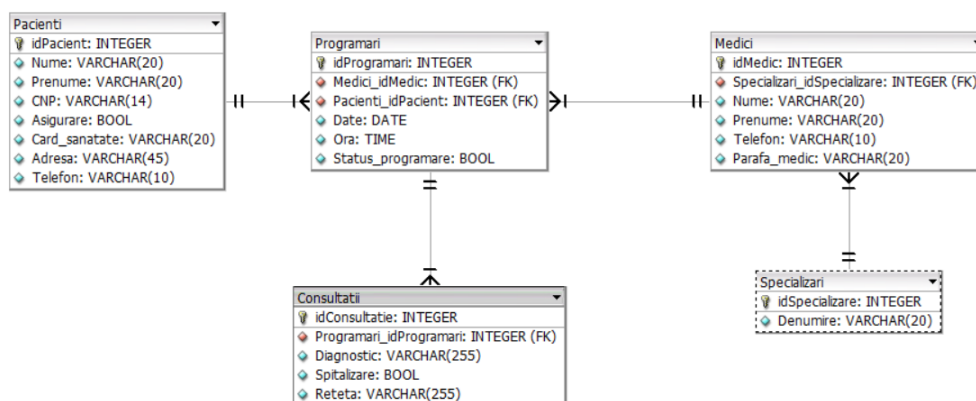 Pacienti
idPacient: INTEGER
Nume: VARCHAR(20)
Prenume: VARCHAR(20)
CNP: VARCHAR(14)
Asigurare: BOOL
Card_sanatate: VARCHAR(20)
Adresa: VARCHAR(45)
Telefon: VARCHAR(10)
Programari
idProgramari: INTEGER
Medici_idMedic: INTEGER (FK)
Pacienti_idPacient: INTEGER (FK)
Date: DATE
Ora: TIME
Status_programare: BOOL
Medici
idMedic: INTEGER
Specializari_idSpecializare: INTEGER (FK)
Nume: VARCHAR(20)
Prenume: VARCHAR(20)
Telefon: VARCHAR(10)
Parafa_medic: VARCHAR(20)
Consultatii
idConsultatie: INTEGER
Programari_idProgramari: INTEGER (FK)
Diagnostic: VARCHAR(255)
Spitalizare: BOOL
Reteta: VARCHAR(255)
Specializari
idSpecializare: INTEGER
Denumire: VARCHAR(20)